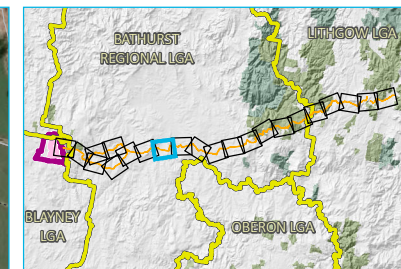 BATHURST
REGIONAL LGA
LITHGOW LGA
BLAYNEY
LGA
OBERON LGA